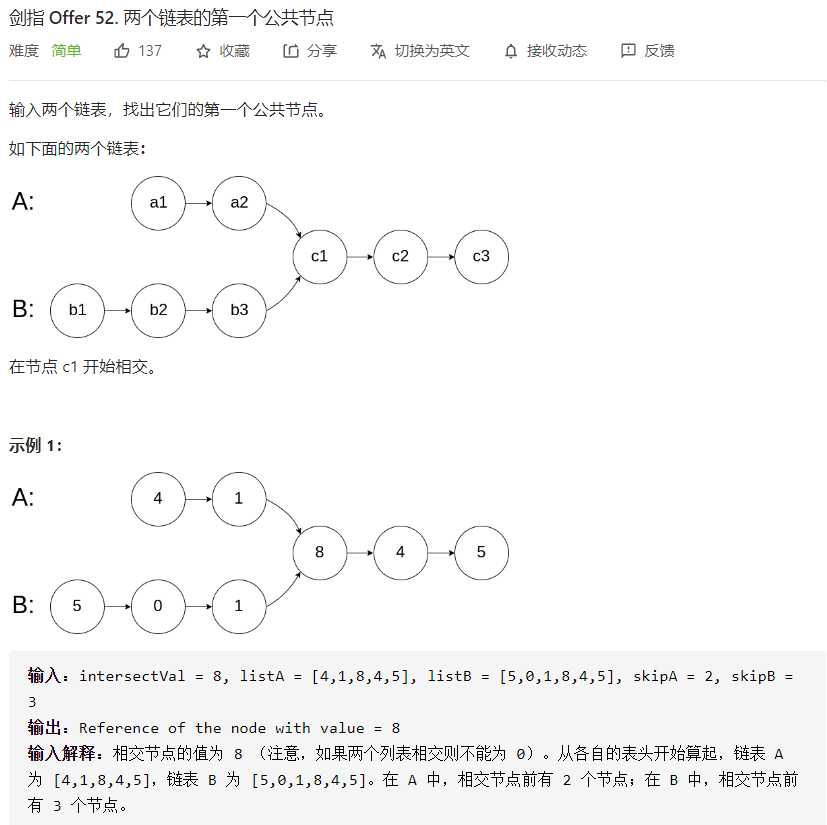 剑指 Offer 52. 两个链表的第一个公共节点
难度 简单 137 收藏 分享 切换为英文 接收动态 反馈
输入两个链表，找出它们的第一个公共节点。
如下面的两个链表：
A: a1 a2
c1 c2 c3
B: b1 b2 b3
在节点 c1 开始相交。
示例 1：
A: 4 1
8 4 5
B: 5 0 1
输入：intersectVal = 8, listA = [4,1,8,4,5], listB = [5,0,1,8,4,5], skipA = 2, skipB =
3
输出：Reference of the node with value = 8
输入解释：相交节点的值为 8 （注意，如果两个列表相交则不能为 0）。从各自的表头开始算起，链表 A
为 [4,1,8,4,5]，链表 B 为 [5,0,1,8,4,5]。在 A 中，相交节点前有 2 个节点；在 B 中，相交节点前
有 3 个节点。